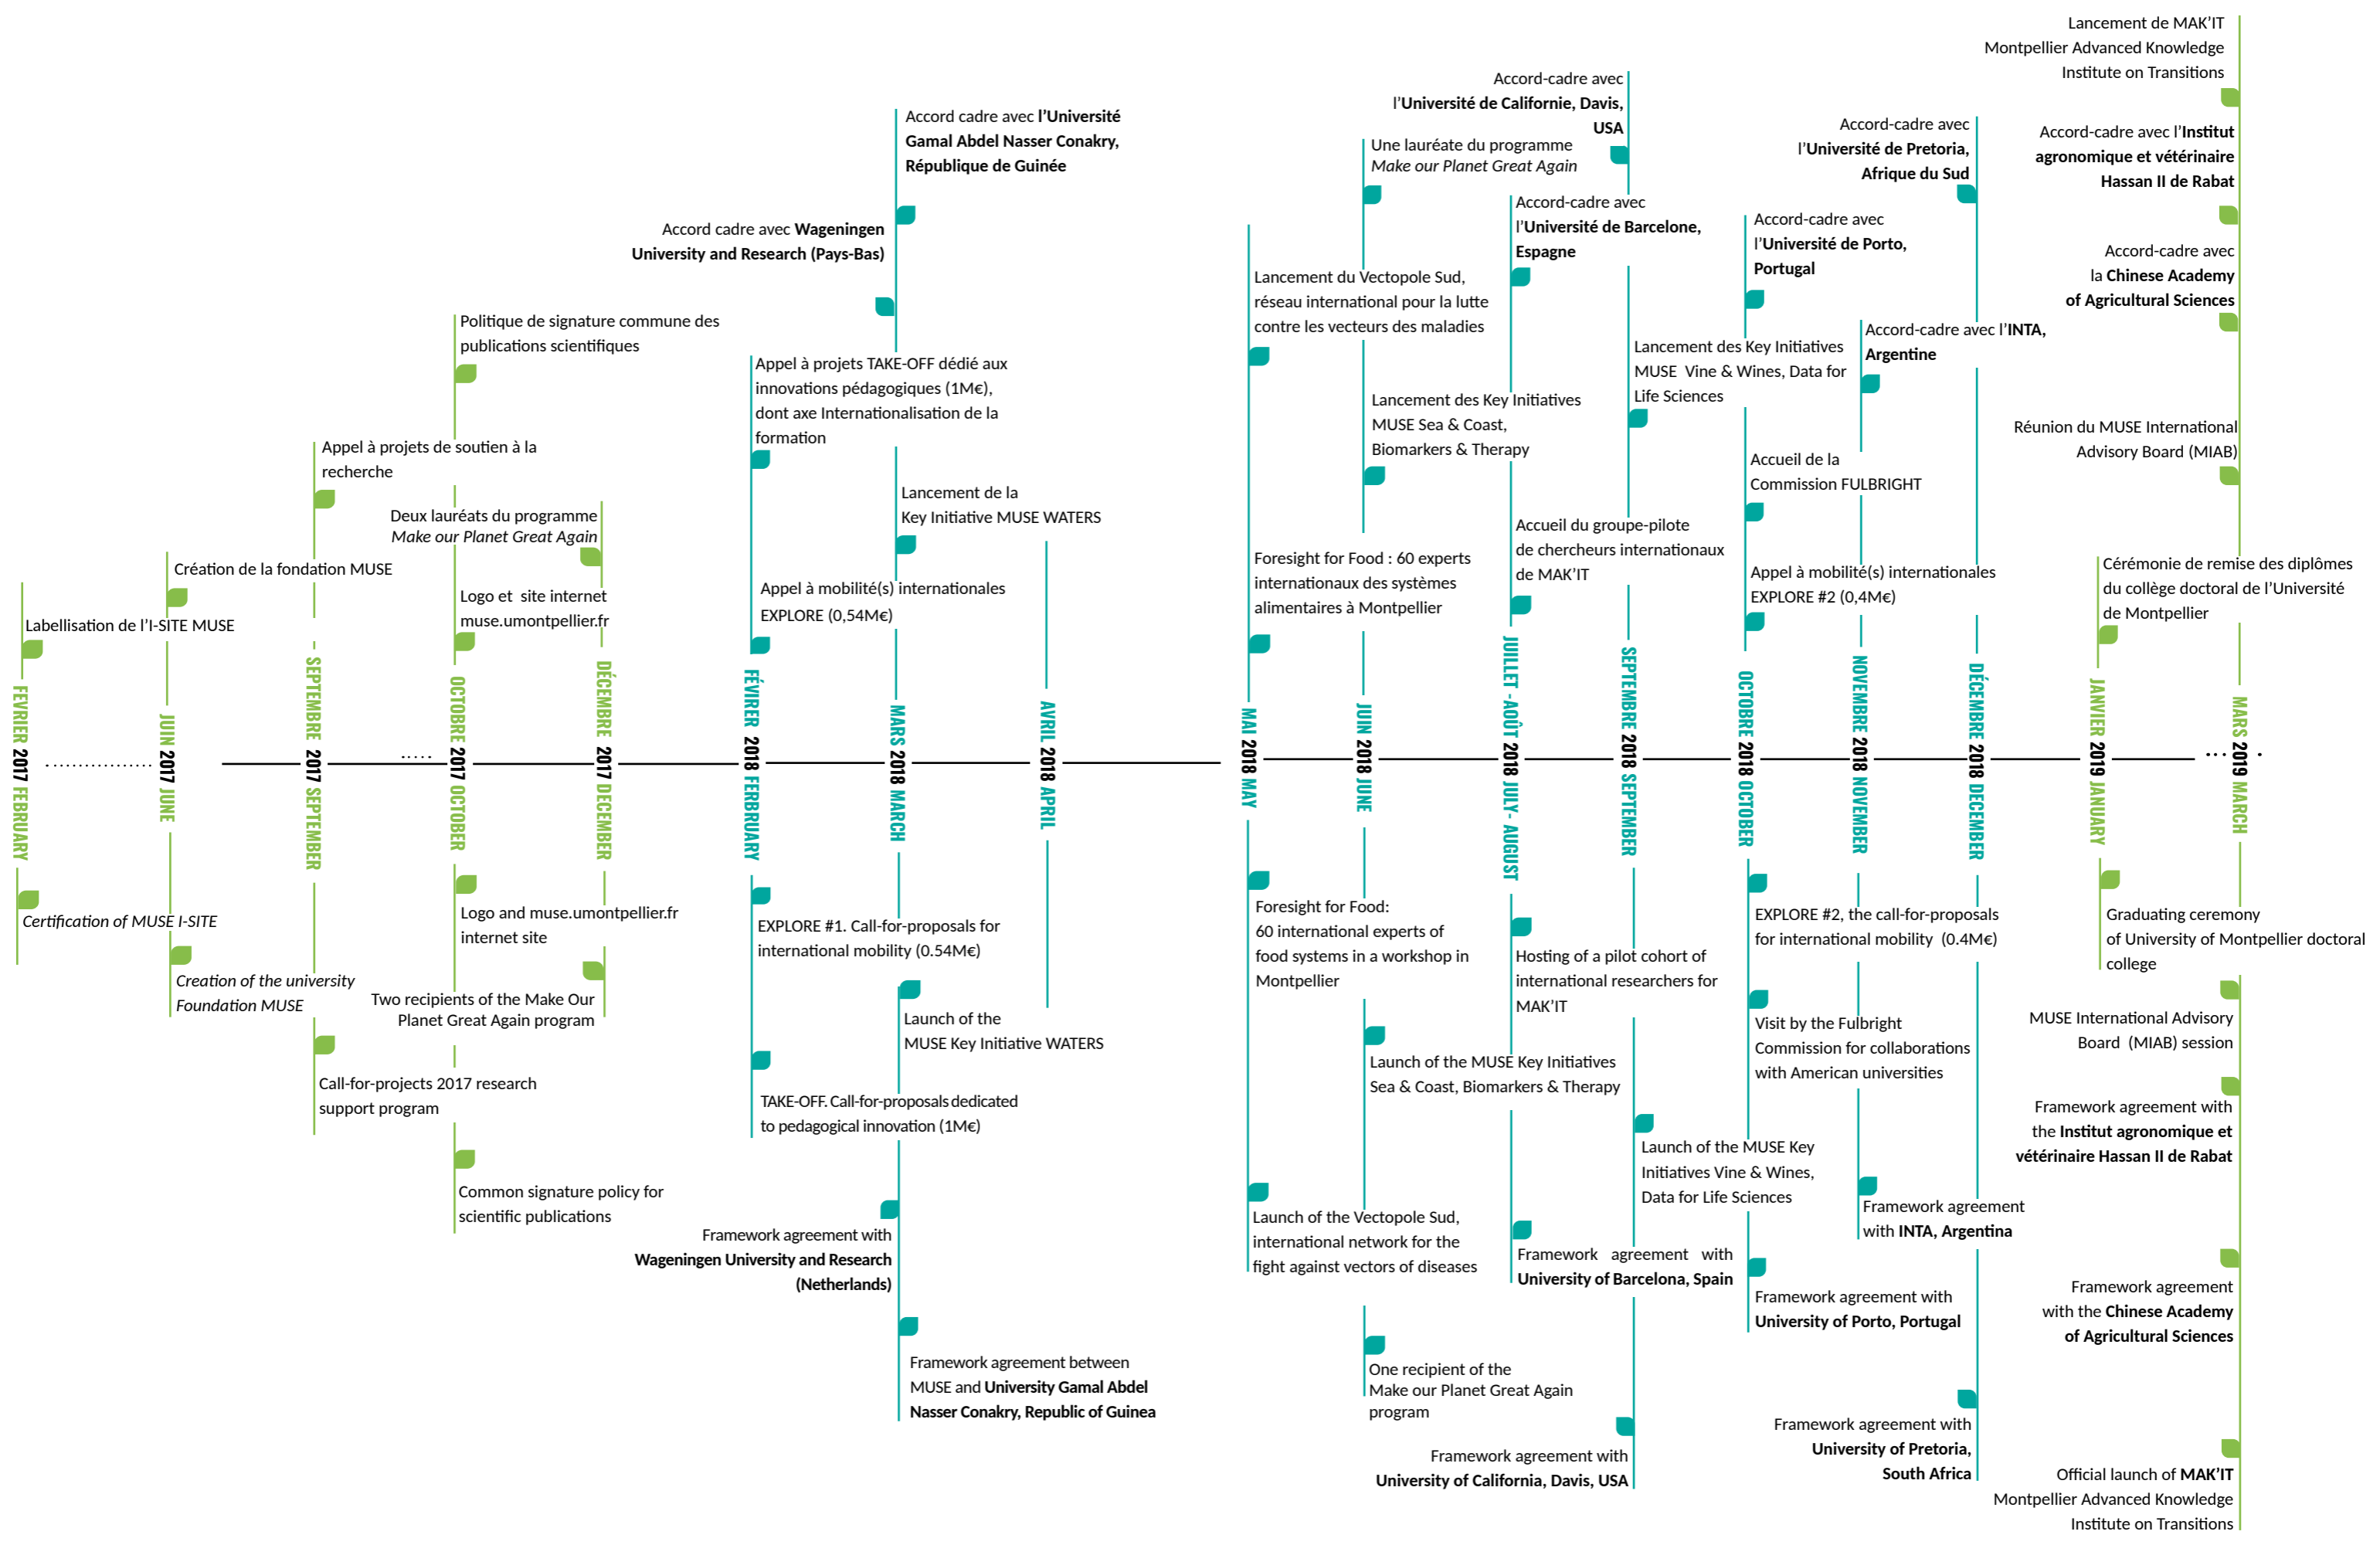 Lancement de MAK'IT
Montpellier Advanced Knowledge
Institute on Transitions
Accord-cadre avec l'Institut
agronomique et vétérinaire
Hassan II de Rabat
Accord-cadre avec
la Chinese Academy
of Agricultural Sciences
Réunion du MUSE International
Advisory Board (MIAB)
Cérémonie de remise des diplômes
du collège doctoral de l'Université
de Montpellier
Accord-cadre avec
l'Université de Pretoria,
Afrique du Sud
Accord-cadre avec l'INTA,
Argentine
Accord-cadre avec
l'Université de Porto,
Portugal
Accueil de la
Commission FULBRIGHT
Appel à mobilité(s) internationales
EXPLORE #2 (0,4M€)
Accord-cadre avec
l'Université de Californie, Davis,
USA
Lancement des Key Initiatives
MUSE  Vine & Wines, Data for
Life Sciences
Accord-cadre avec
l'Université de Barcelone,
Espagne
Accueil du groupe-pilote
de chercheurs internationaux
de MAK'IT
Une lauréate du programme
Make our Planet Great Again
Lancement des Key Initiatives
MUSE Sea & Coast,
Biomarkers & Therapy
Lancement du Vectopole Sud,
réseau international pour la lutte
contre les vecteurs des maladies
Foresight for Food : 60 experts
internationaux des systèmes
alimentaires à Montpellier
Accord cadre avec l'Université
Gamal Abdel Nasser Conakry,
République de Guinée
Accord cadre avec Wageningen
University and Research (Pays-Bas)
Lancement de la
Key Initiative MUSE WATERS
Appel à projets TAKE-OFF dédié aux
innovations pédagogiques (1M€),
dont axe Internationalisation de la
formation
Appel à mobilité(s) internationales
EXPLORE (0,54M€)
Deux lauréats du programme
Make our Planet Great Again
Politique de signature commune des
publications scientifiques
Logo et  site internet
muse.umontpellier.fr
Appel à projets de soutien à la
recherche
Création de la fondation MUSE
Labellisation de l'I-SITE MUSE
FEVRIER 2017 FEBRUARY
JUIN 2017 JUNE
SEPTEMBRE 2017 SEPTEMBER
OCTOBRE 2017 OCTOBER
DÉCEMBRE 2017 DECEMBER
FÉVIRER 2018 FERBRUARY
MARS 2018 MARCH
AVRIL 2018 APRIL
MAI 2018 MAY
JUIN 2018 JUNE
JUILLET -AOÛT 2018 JULY- AUGUST
SEPTEMBRE 2018 SEPTEMBER
OCTOBRE 2018 OCTOBER
NOVEMBRE 2018 NOVEMBER
DÉCEMBRE 2018 DECEMBER
JANVIER 2019 JANUARY
MARS 2019 MARCH
Certification of MUSE I-SITE
Creation of the university
Foundation MUSE
Call-for-projects 2017 research
support program
Logo and muse.umontpellier.fr
internet site
Common signature policy for
scientific publications
Two recipients of the Make Our
Planet Great Again program
EXPLORE #1. Call-for-proposals for
international mobility (0.54M€)
TAKE-OFF. Call-for-proposals dedicated
to pedagogical innovation (1M€)
Launch of the
MUSE Key Initiative WATERS
Framework agreement with
Wageningen University and Research
(Netherlands)
Framework agreement between
MUSE and University Gamal Abdel
Nasser Conakry, Republic of Guinea
Foresight for Food:
60 international experts of
food systems in a workshop in
Montpellier
Launch of the Vectopole Sud,
international network for the
fight against vectors of diseases
Launch of the MUSE Key Initiatives
Sea & Coast, Biomarkers & Therapy
One recipient of the
Make our Planet Great Again
program
Hosting of a pilot cohort of
international researchers for
MAK'IT
Framework agreement with
University of Barcelona, Spain
Launch of the MUSE Key
Initiatives Vine & Wines,
Data for Life Sciences
Framework agreement with
University of California, Davis, USA
EXPLORE #2, the call-for-proposals
for international mobility  (0.4M€)
Visit by the Fulbright
Commission for collaborations
with American universities
Framework agreement with
University of Porto, Portugal
Framework agreement
with INTA, Argentina
Framework agreement with
University of Pretoria,
South Africa
Graduating ceremony
of University of Montpellier doctoral
college
MUSE International Advisory
Board  (MIAB) session
Framework agreement with
the Institut agronomique et
vétérinaire Hassan II de Rabat
Framework agreement
with the Chinese Academy
of Agricultural Sciences
Official launch of MAK'IT
Montpellier Advanced Knowledge
Institute on Transitions